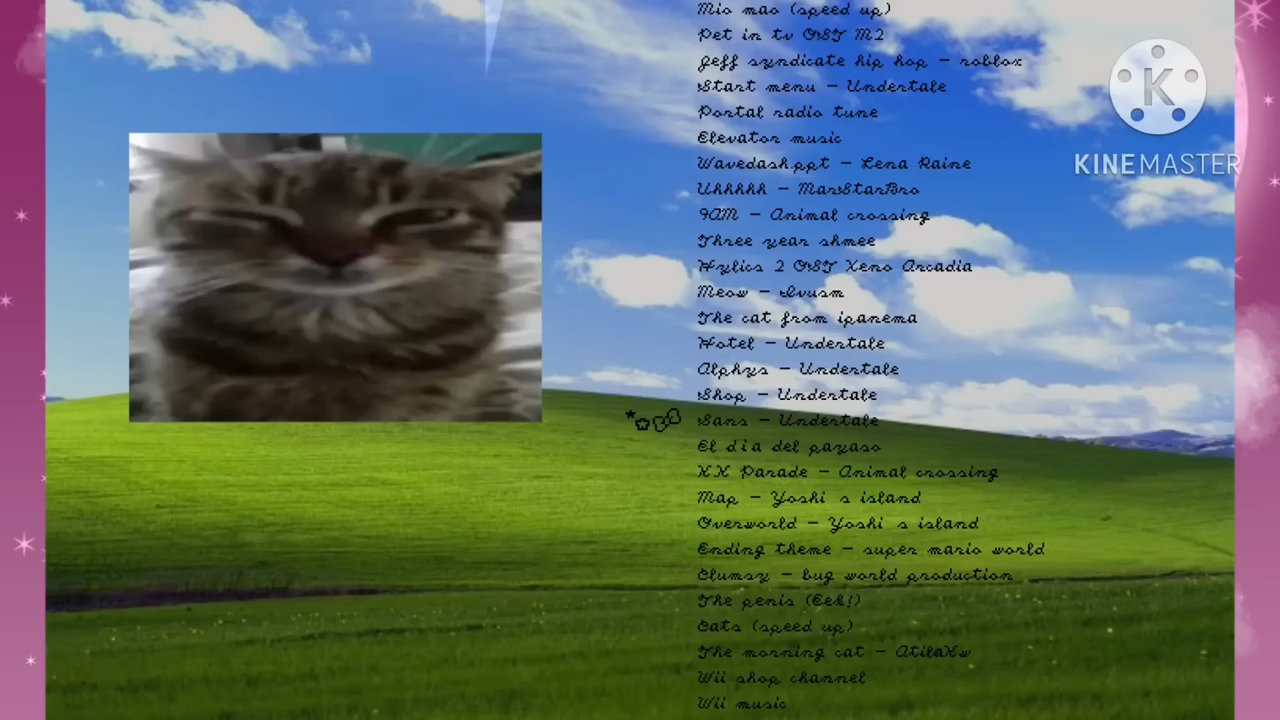 Mio mao (speed up)
Pet in tv OST M2
Jeff syndicate hip hop - roblox
Start menu - Undertale
Portal radio tune
Elevator music
Wavedash.ppt - Lena Raine
Uhhhhh - MarStarBro
9AM - Animal crossing
Three year shmee
Hylics 2 OST Xeno Arcadia
Meow - Ivusm
The cat from ipanema
Hotel - Undertale
Alphys - Undertale
Shop - Undertale
Sans - Undertale
El día del payaso
KK Parade - Animal crossing
Map - Yoshi s island
Overworld - Yoshi s island
Ending theme - super mario world
Clumsy - bug world production
The penis (Eek!)
Cats (speed up)
The morning cat - AtilaKw
Wii shop channel
Wii music
K
KINEMASTER